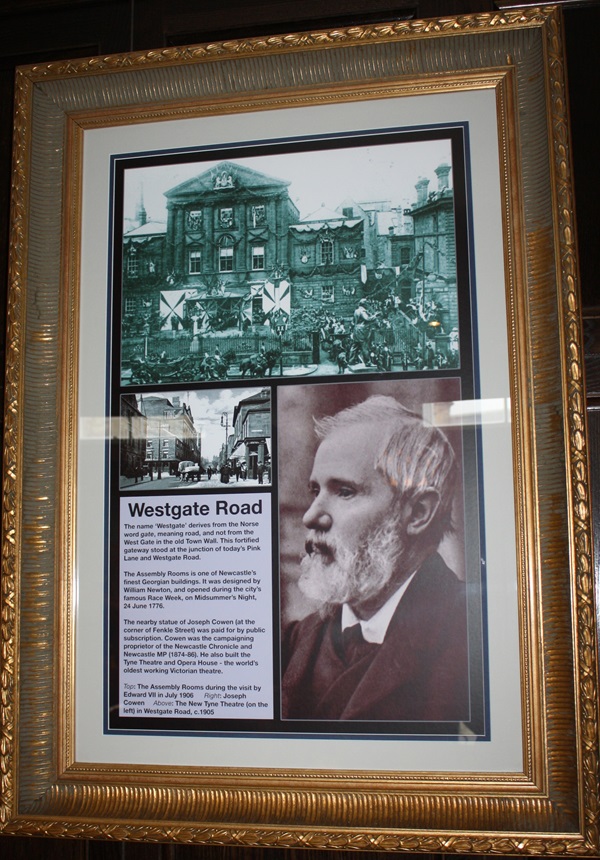 Westgate Road
The name 'Westgate' derives from the Norse
word gate, meaning road, and not from the
West Gate in the old Town Wall. This fortified
gateway stood at the junction of today's Pink
Lane and Westgate Road.
The Assembly Rooms is one of Newcastle's
finest Georgian buildings. It was designed by
William Newton, and opened during the city's
famous Race Week, on Midsummer's Night,
24 June 1776.
The nearby statue of Joseph Cowen (at the
corner of Fenkle Street) was paid for by public
subscription. Cowen was the campaigning
proprietor of the Newcastle Chronicle and
Newcastle MP (1874-86). He also built the
Tyne Theatre and Opera House - the world's
oldest working Victorian theatre.
Top: The Assembly Rooms during the visit by
Edward VII in July 1906 Right: Joseph
Cowen Above: The New Tyne Theatre (on the
left) in Westgate Road, c.1905